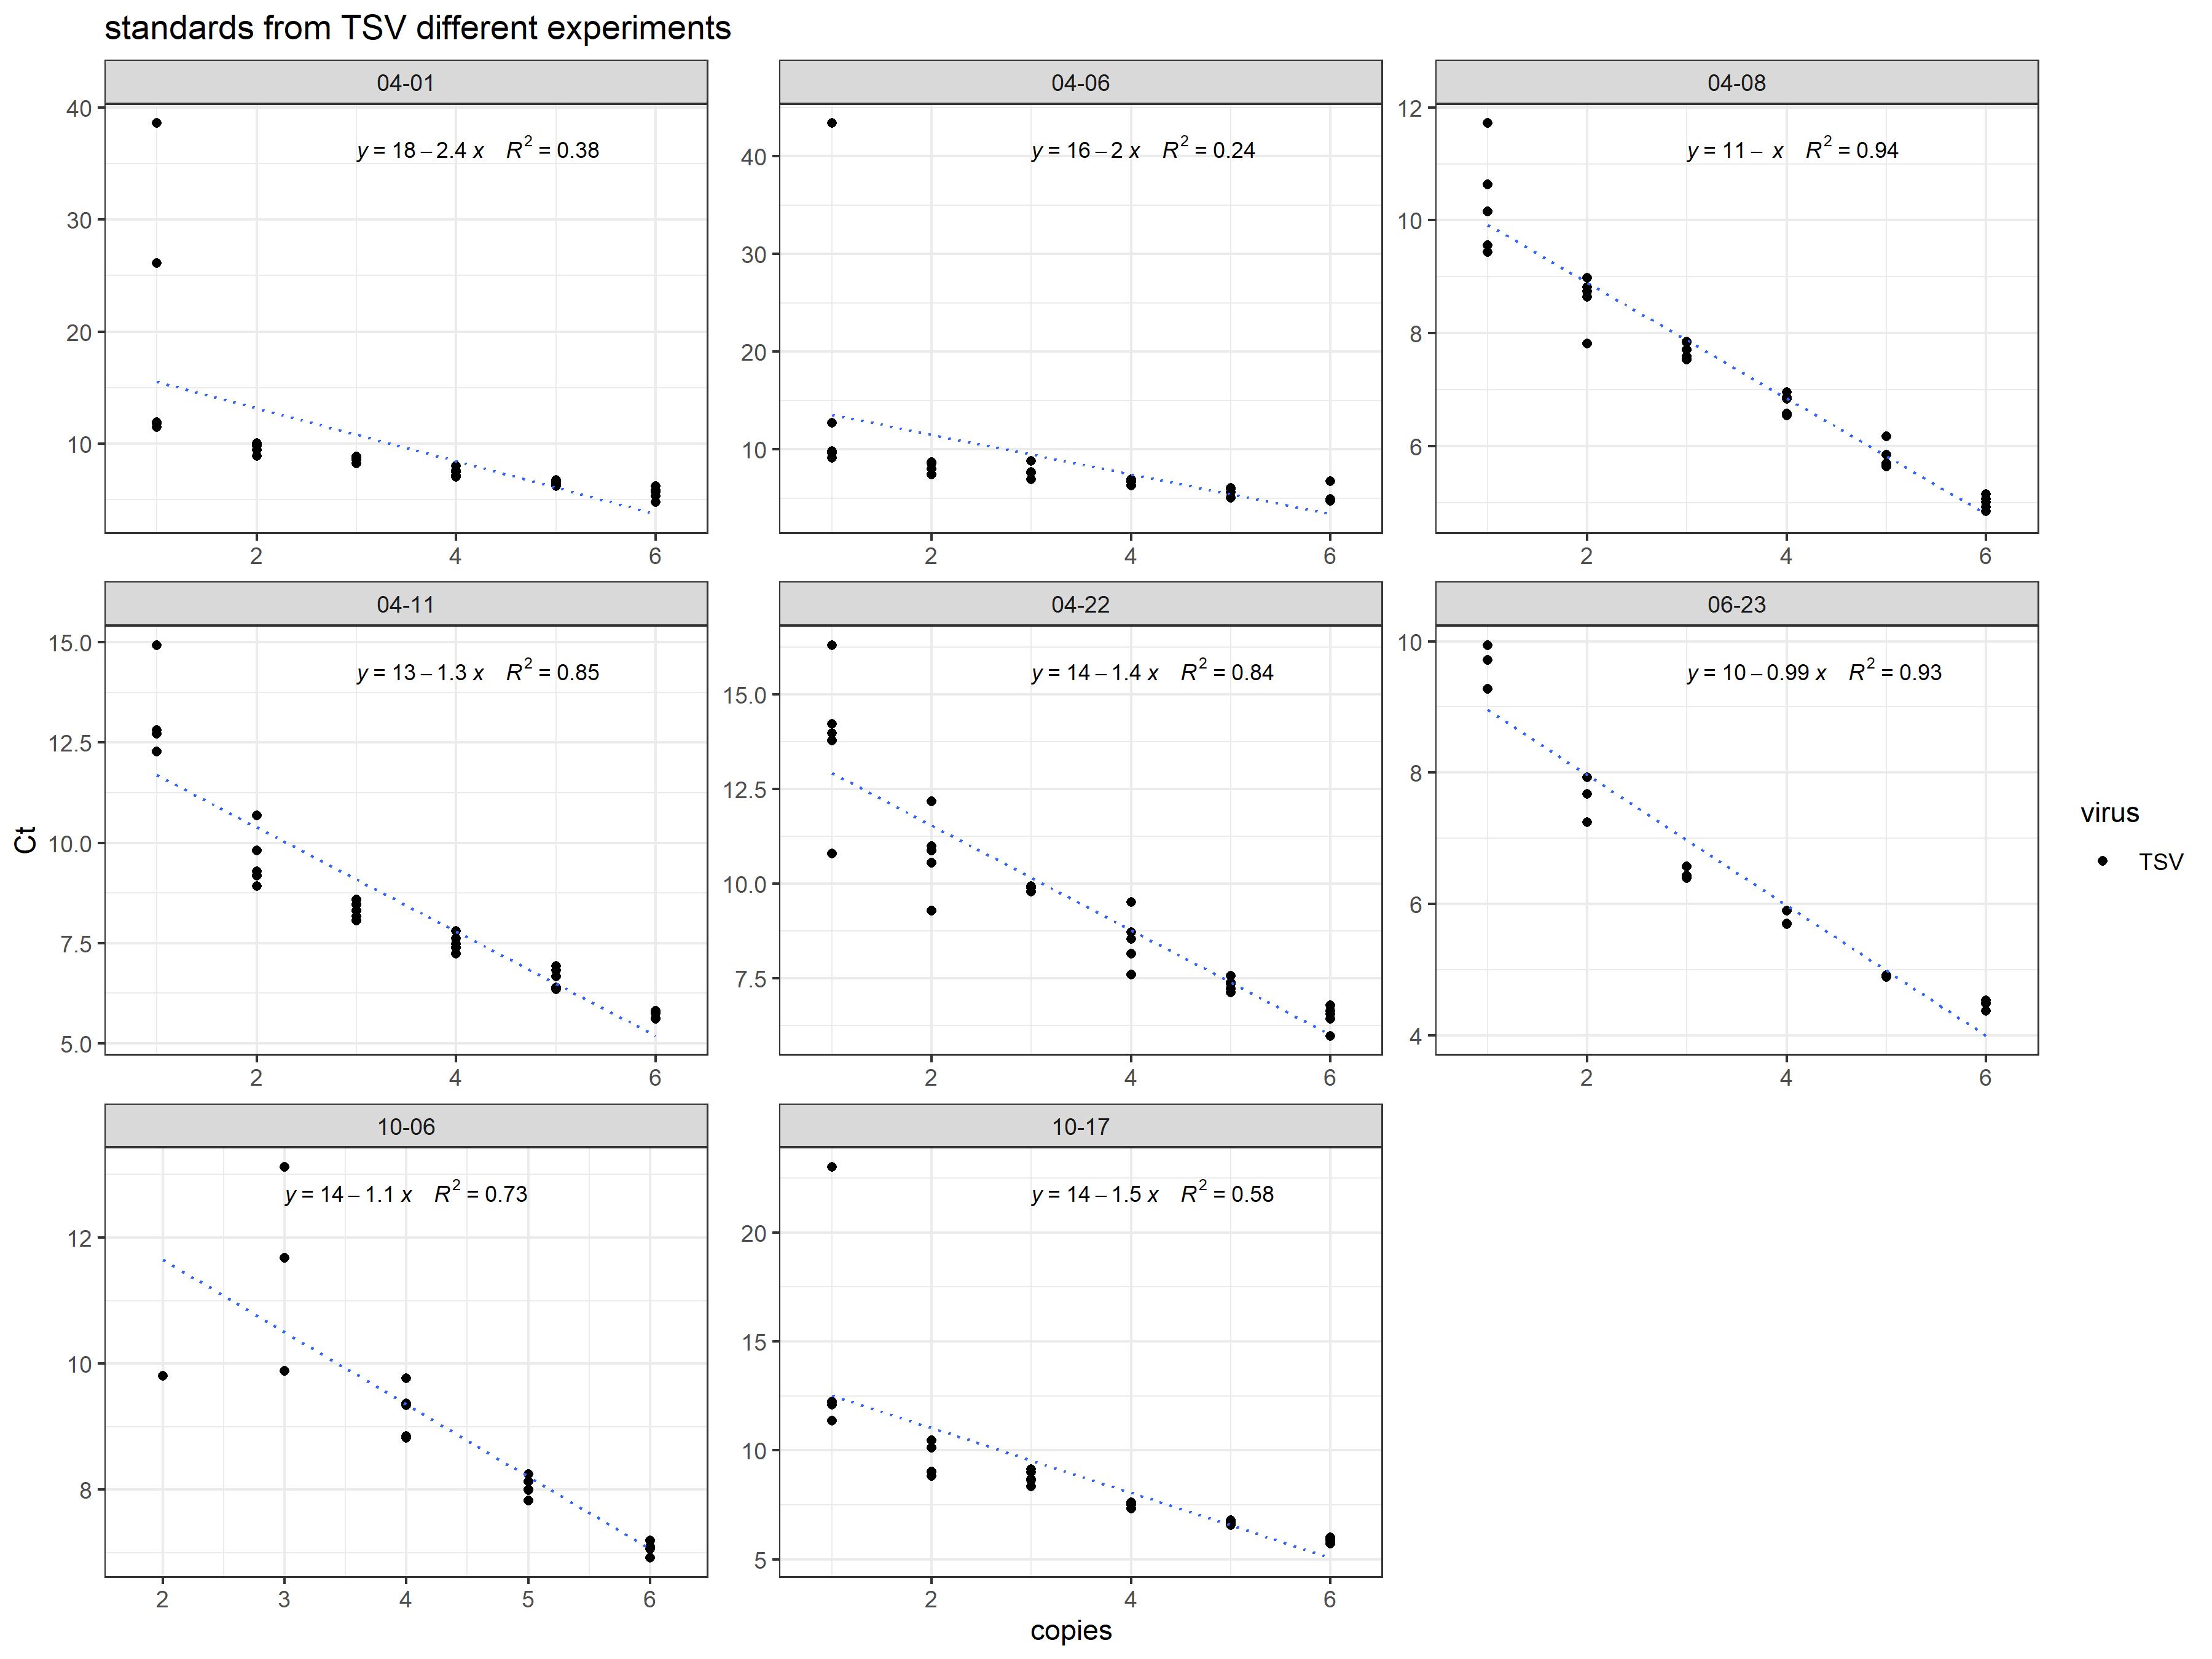 standards from TSV different experiments
04-01
04-06
04-08
40
30
20
10
y = 18 – 2.4 x R² = 0.38
2 4 6
40
30
20
10
y = 16 – 2 x R² = 0.24
2 4 6
12
10
8
6
y = 11 – x R² = 0.94
2 4 6
04-11
04-22
06-23
15.0
12.5
10.0
7.5
5.0
y = 13 – 1.3 x R² = 0.85
2 4 6
15.0
12.5
10.0
7.5
y = 14 – 1.4 x R² = 0.84
2 4 6
10
8
6
4
y = 10 – 0.99 x R² = 0.93
2 4 6
Ct
virus
TSV
10-06
10-17
12
10
8
y = 14 – 1.1 x R² = 0.73
2 3 4 5 6
20
15
10
5
y = 14 – 1.5 x R² = 0.58
2 4 6
copies